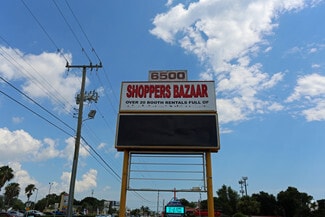 6500
SHOPPERS BAZAAR
OVER 20 BOOTH RENTALS FULL OF